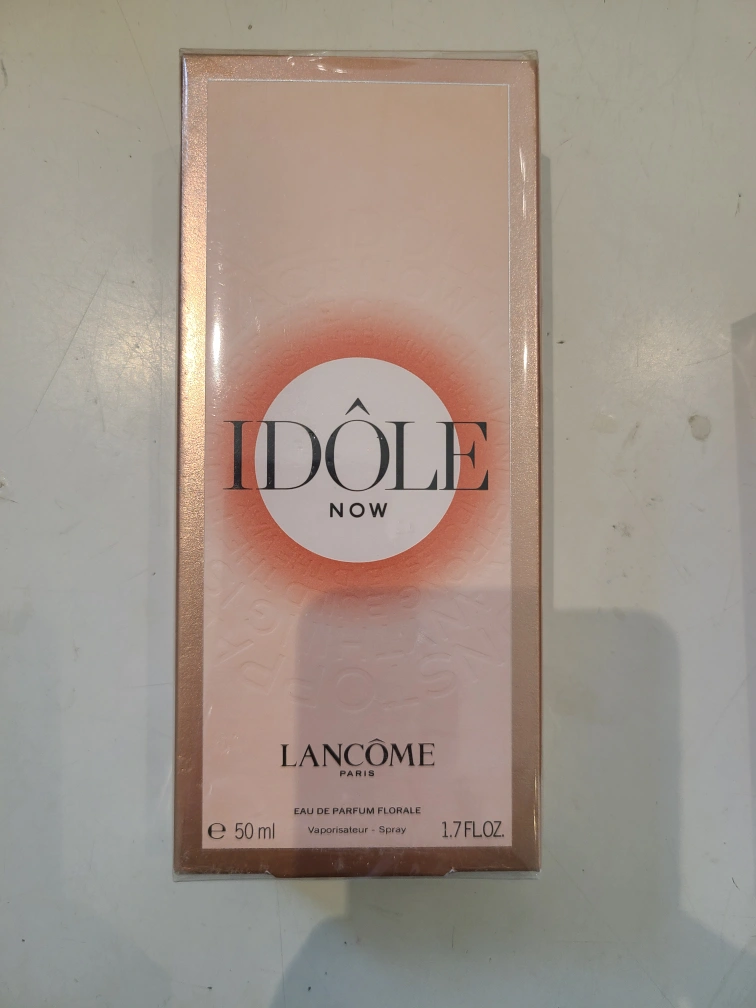 IDÔLE
NOW
LANCÔME
PARIS
EAU DE PARFUM FLORALE
℮ 50 ml Vaporisateur - Spray 1.7 FL.OZ.